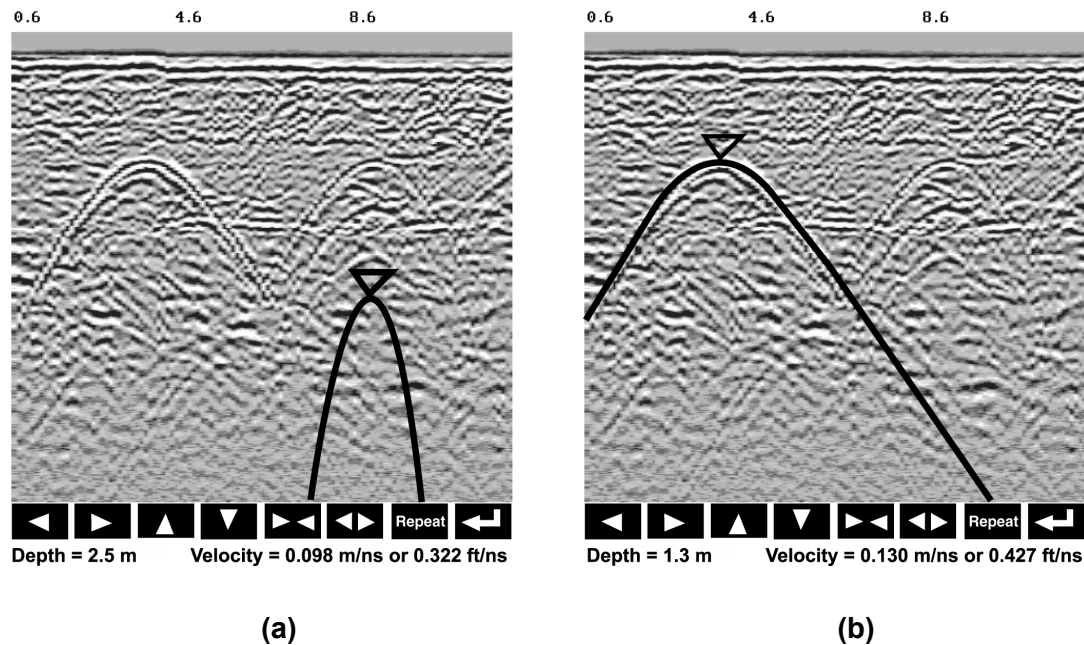 0.6 4.6 8.6
0.6 4.6 8.6
Repeat
Repeat
Depth = 2.5 m Velocity = 0.098 m/ns or 0.322 ft/ns
Depth = 1.3 m Velocity = 0.130 m/ns or 0.427 ft/ns
(a)
(b)